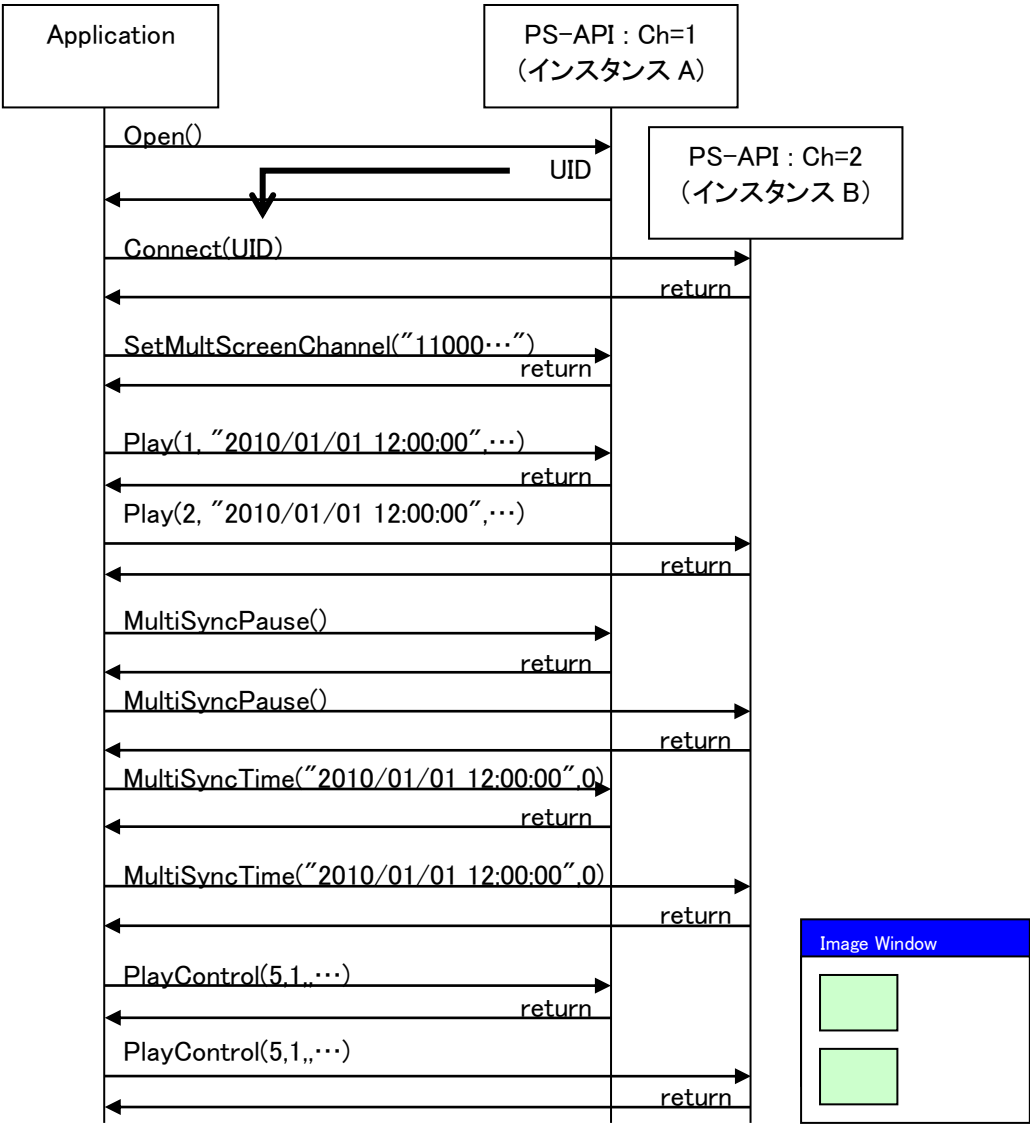 Application
PS-API : Ch=1
（インスタンス A）
Open()
PS-API : Ch=2
（インスタンス B）
UID
Connect(UID)
return
SetMultScreenChannel("11000…")
return
Play(1, "2010/01/01 12:00:00",…)
return
Play(2, "2010/01/01 12:00:00",…)
return
MultiSyncPause()
return
MultiSyncPause()
return
MultiSyncTime("2010/01/01 12:00:00",0)
return
MultiSyncTime("2010/01/01 12:00:00",0)
return
Image Window
PlayControl(5,1,,…)
return
PlayControl(5,1,,…)
return